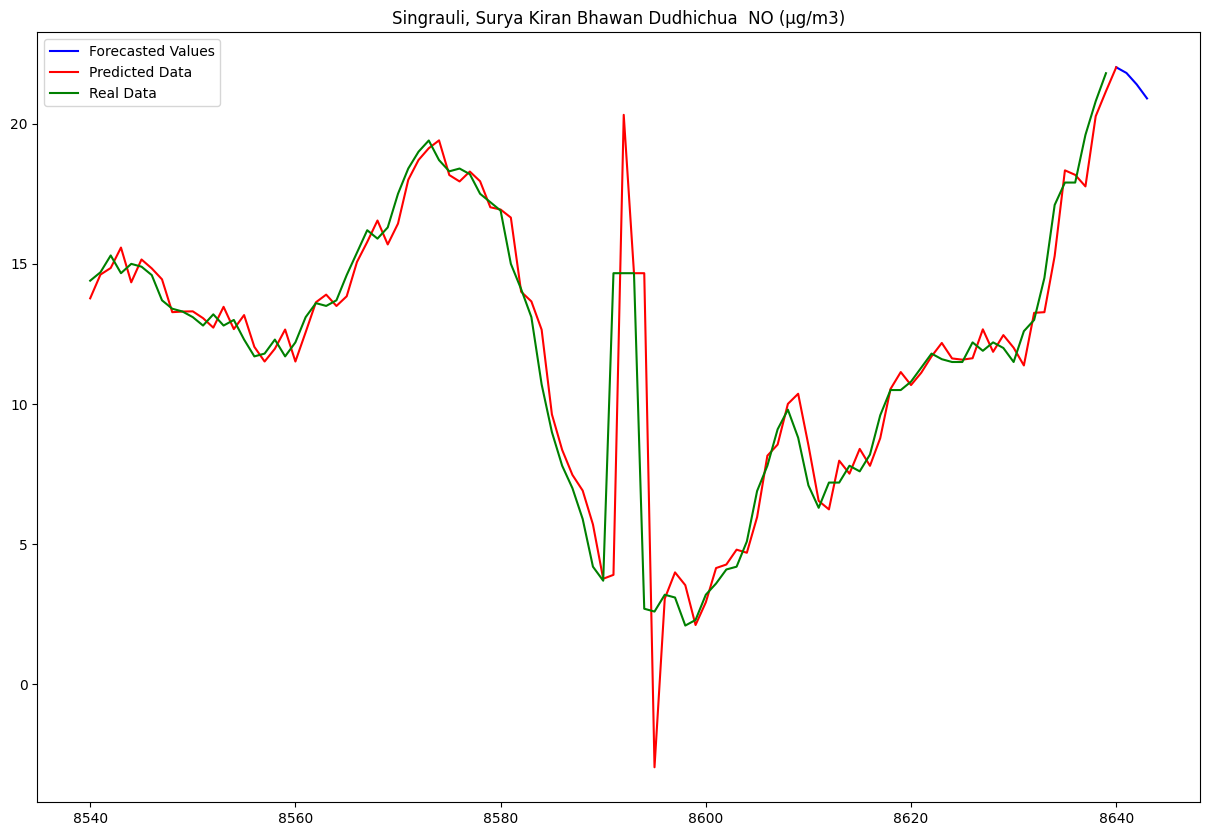 Singrauli, Surya Kiran Bhawan Dudhichua  NO (µg/m3)
Forecasted Values
Predicted Data
Real Data
20
15
10
5
0
8540 8560 8580 8600 8620 8640